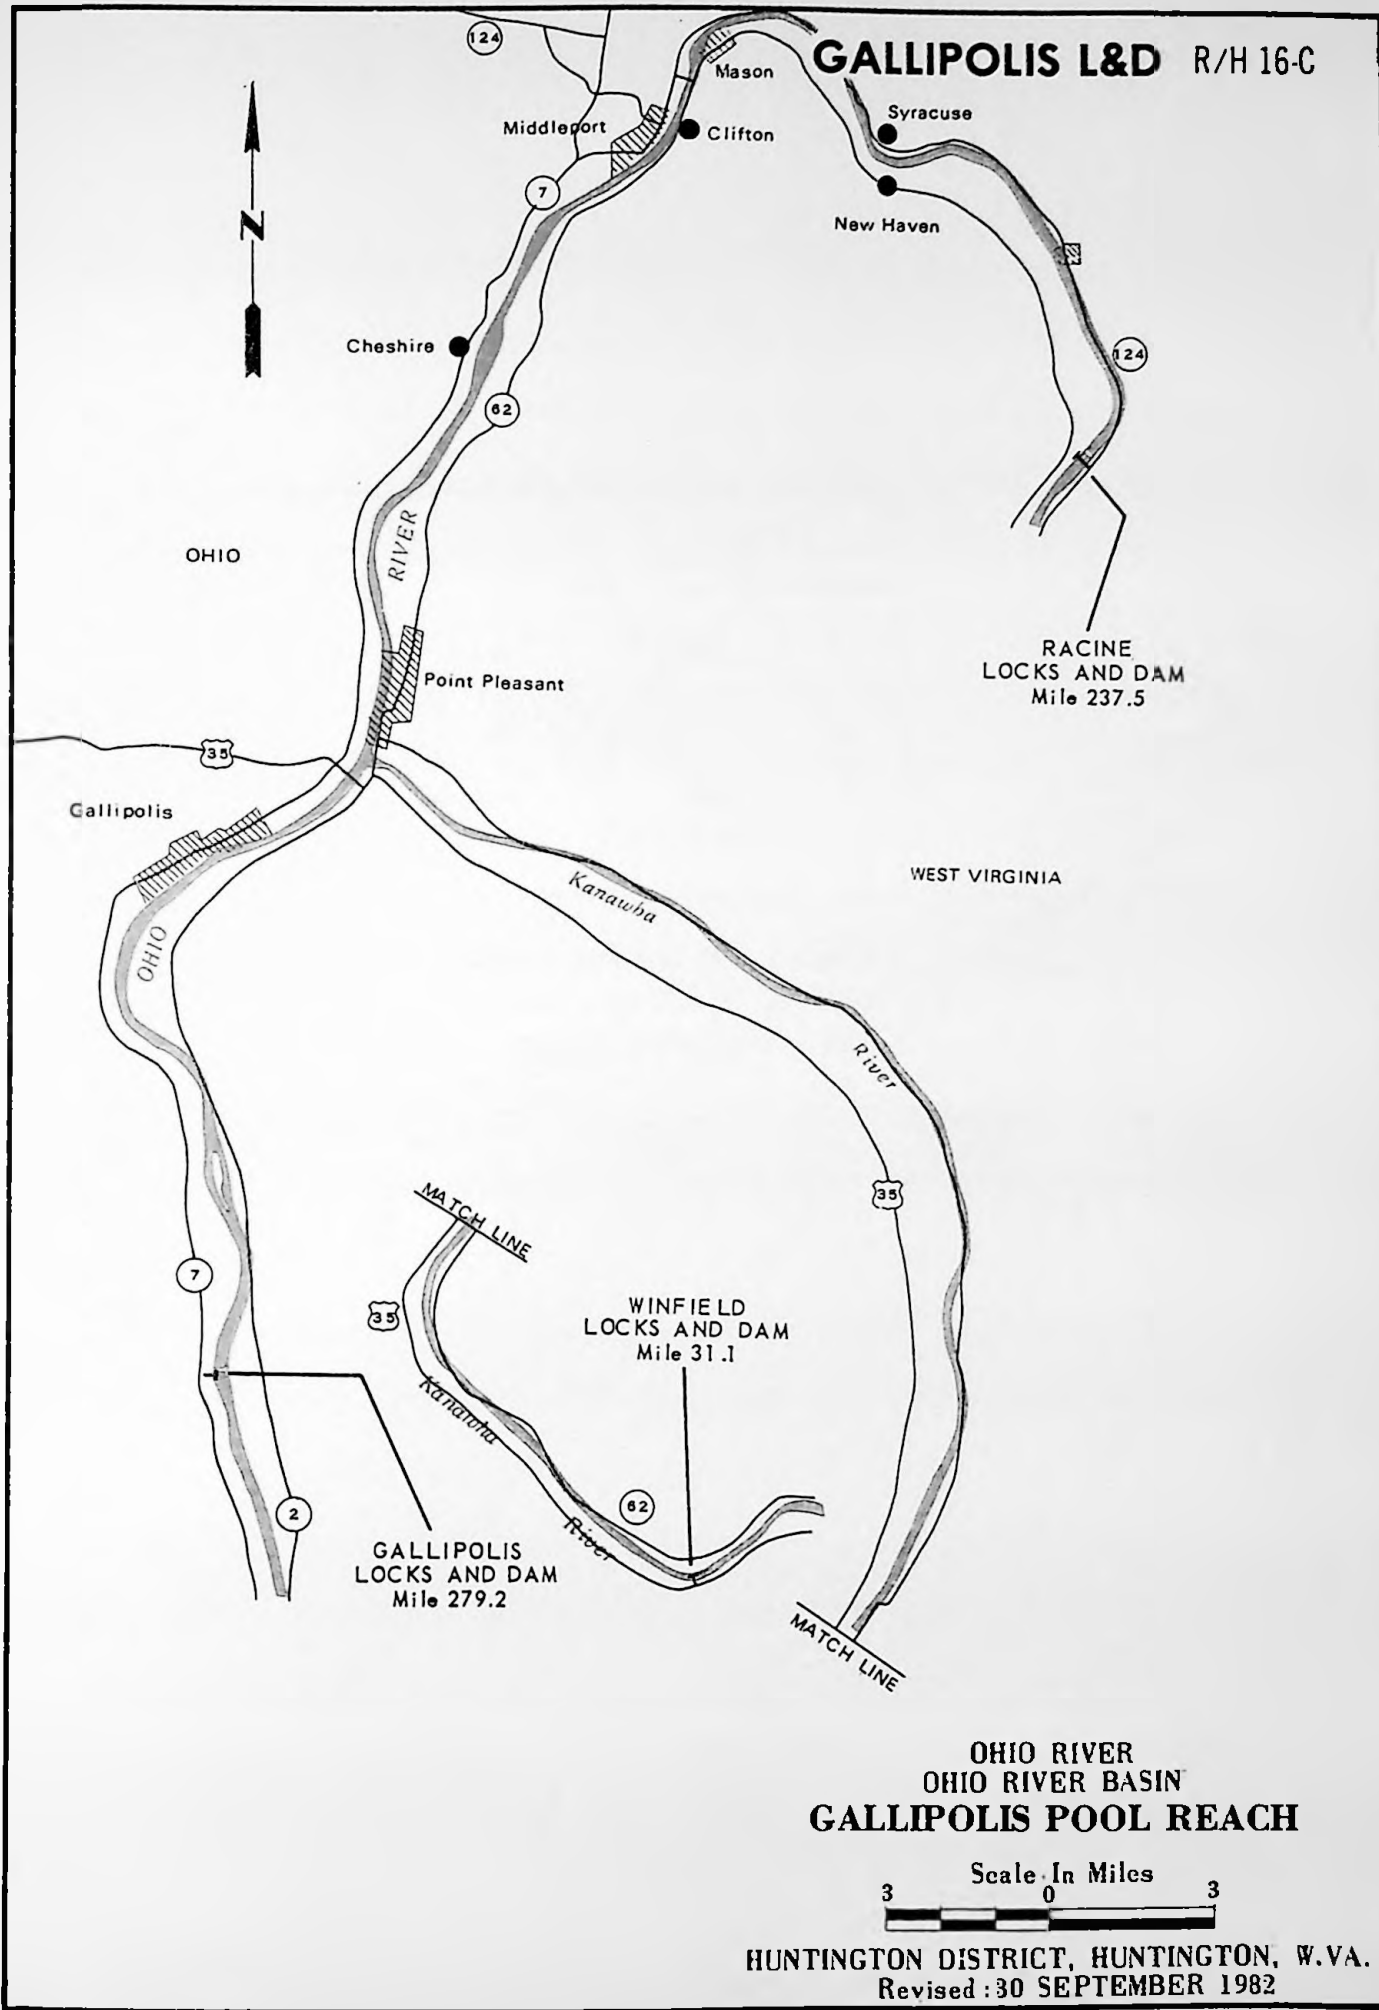 GALLIPOLIS L&D R/H 16-C
124
Mason
Syracuse
Middleport
Clifton
7
New Haven
N
Cheshire
124
62
RIVER
OHIO
RACINE
LOCKS AND DAM
Mile 237.5
Point Pleasant
35
Gallipolis
Kanawha
WEST VIRGINIA
OHIO
River
35
MATCH LINE
7
35
WINFIELD
LOCKS AND DAM
Mile 31.1
Kanawha
62
2
River
GALLIPOLIS
LOCKS AND DAM
Mile 279.2
MATCH LINE
OHIO RIVER
OHIO RIVER BASIN
GALLIPOLIS POOL REACH
Scale In Miles
3 0 3
HUNTINGTON DISTRICT, HUNTINGTON, W.VA.
Revised : 30 SEPTEMBER 1982